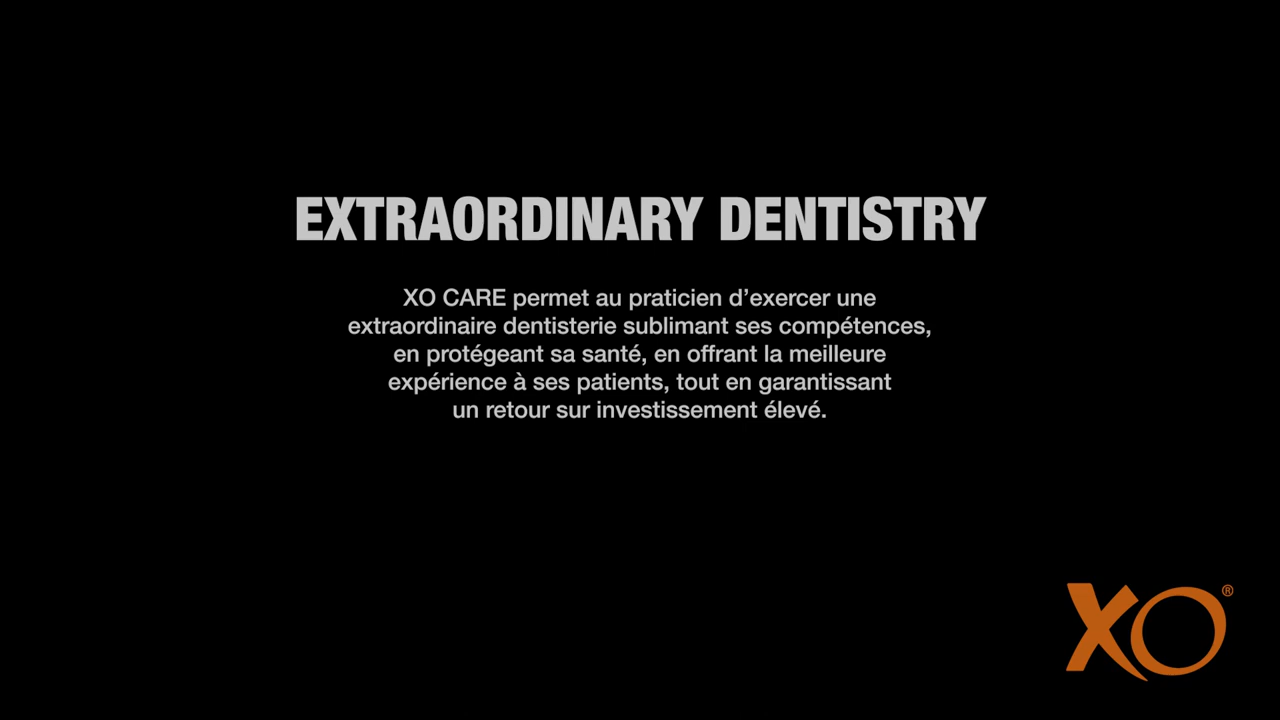 EXTRAORDINARY DENTISTRY
XO CARE permet au praticien d’exercer une
extraordinaire dentisterie sublimant ses compétences,
en protégeant sa santé, en offrant la meilleure
expérience à ses patients, tout en garantissant
un retour sur investissement élevé.
XO®